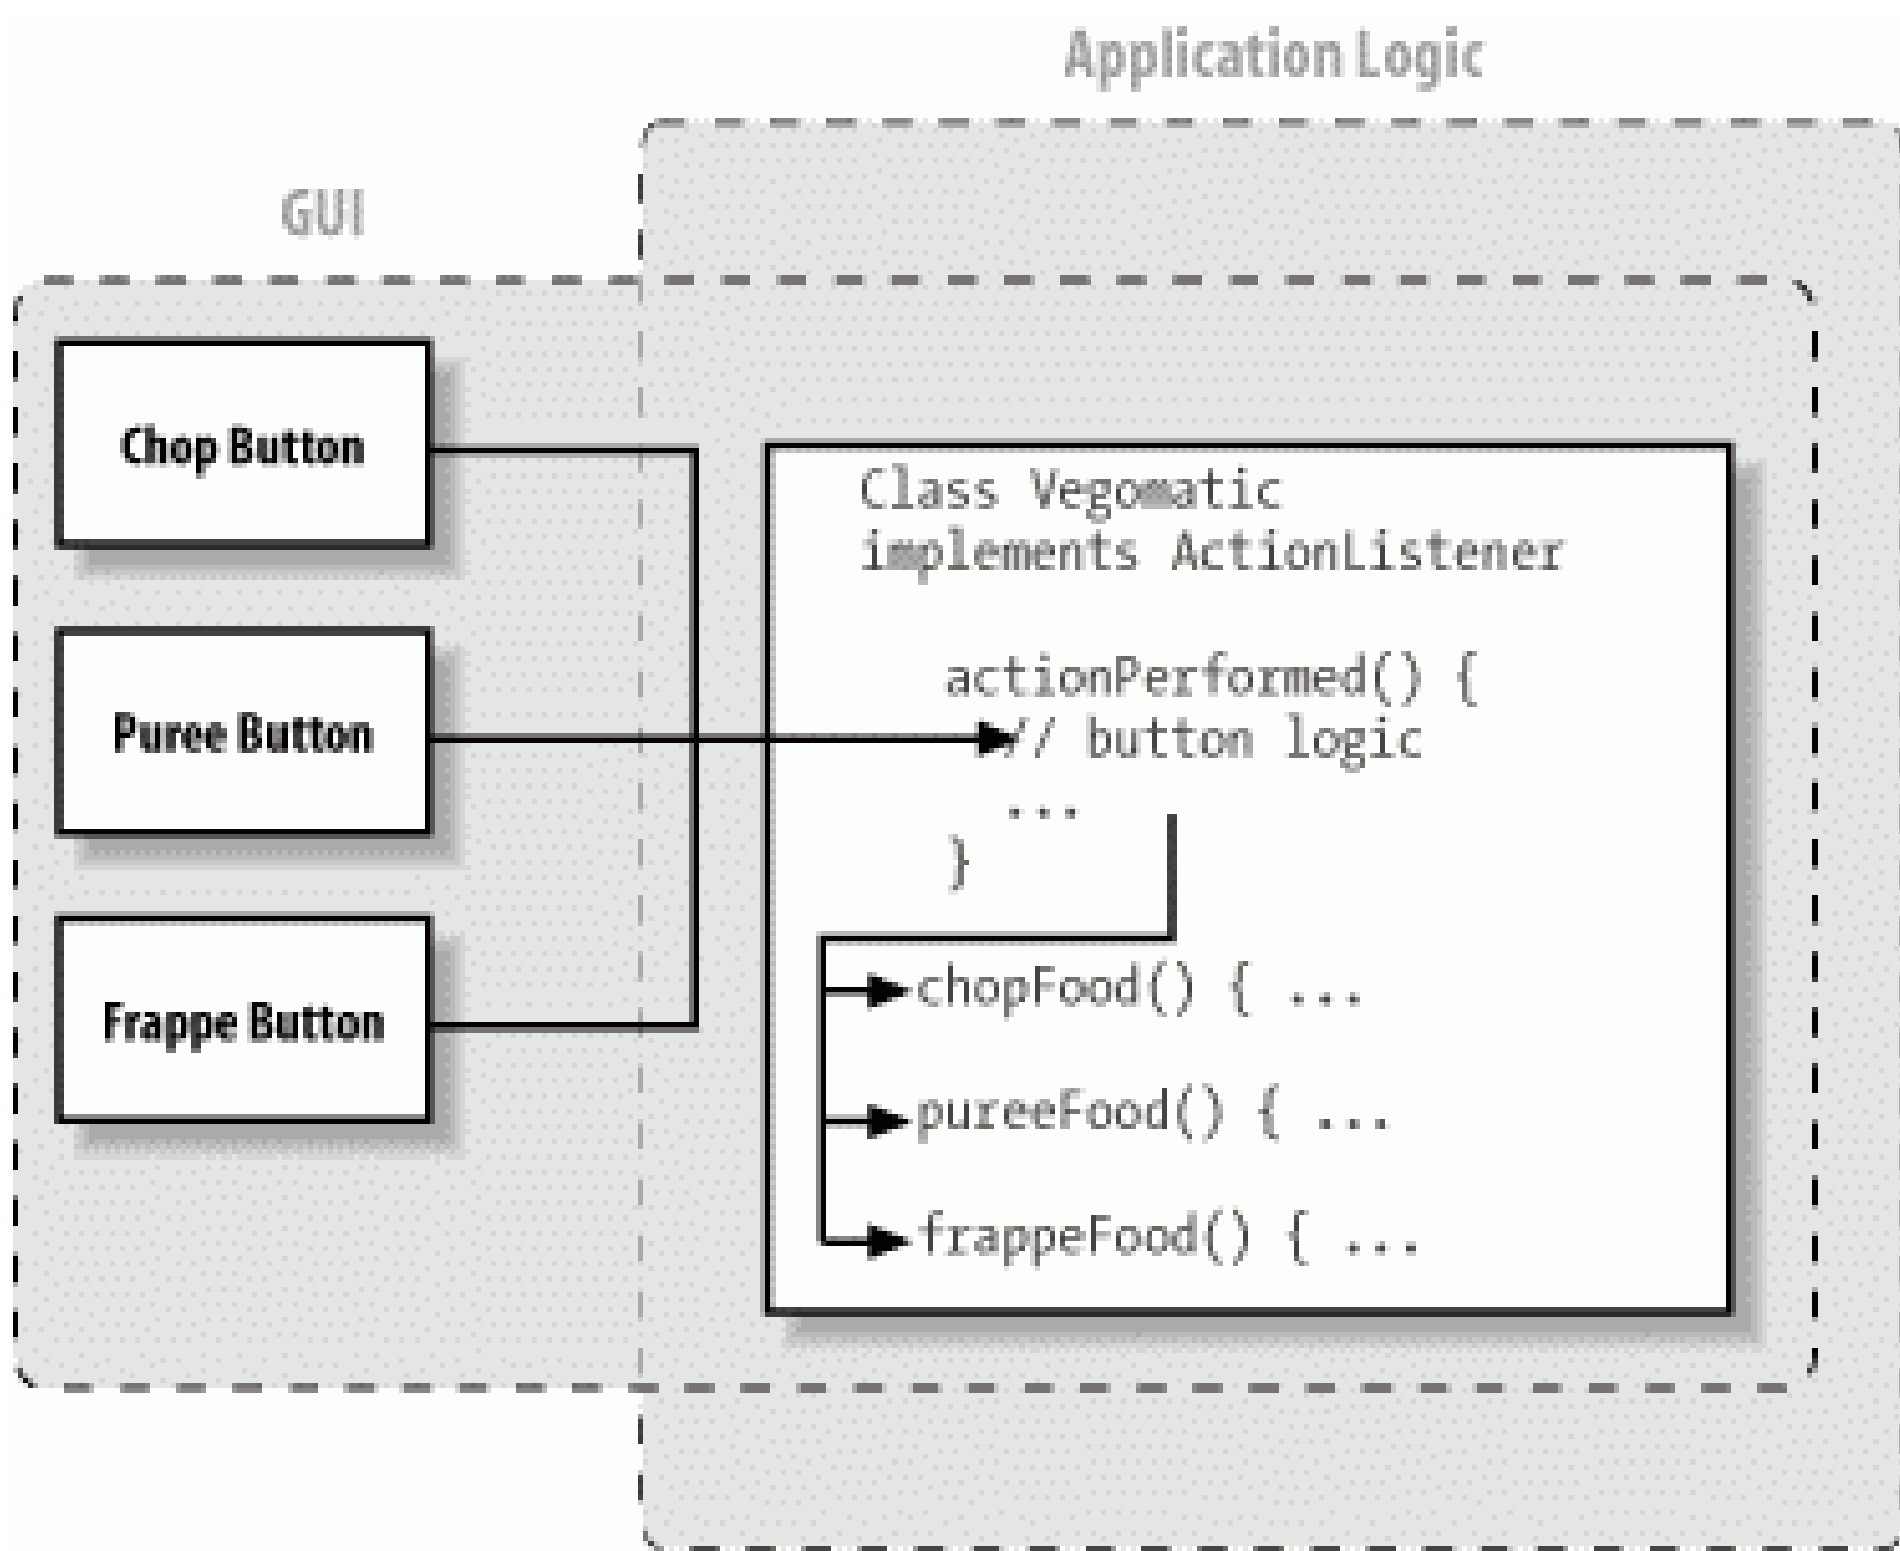 Application Logic
GUI
Chop Button
Puree Button
Frappe Button
Class Vegomatic
implements ActionListener
actionPerformed() {
// button logic
...
}
chopFood() { ...
pureeFood() { ...
frappeFood() { ...